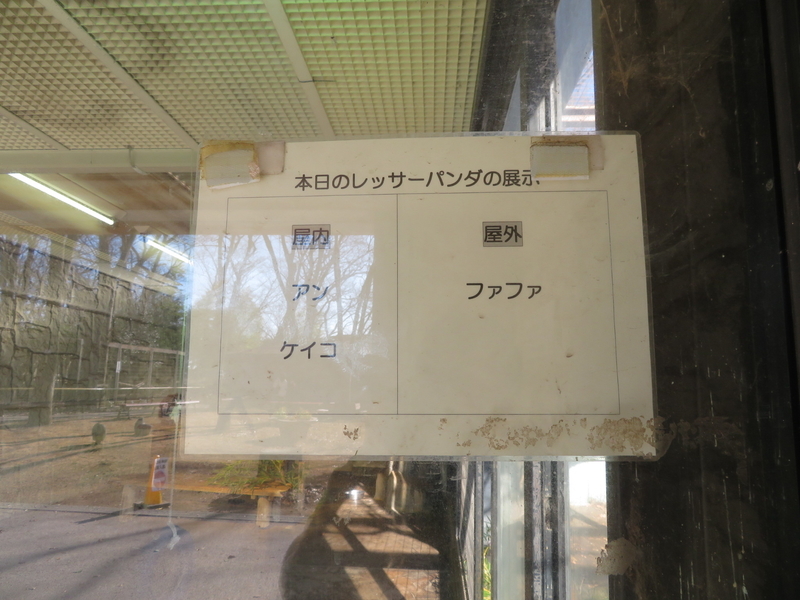 本日のレッサーパンダの展示
屋内
アン
ケイコ
屋外
ファファ